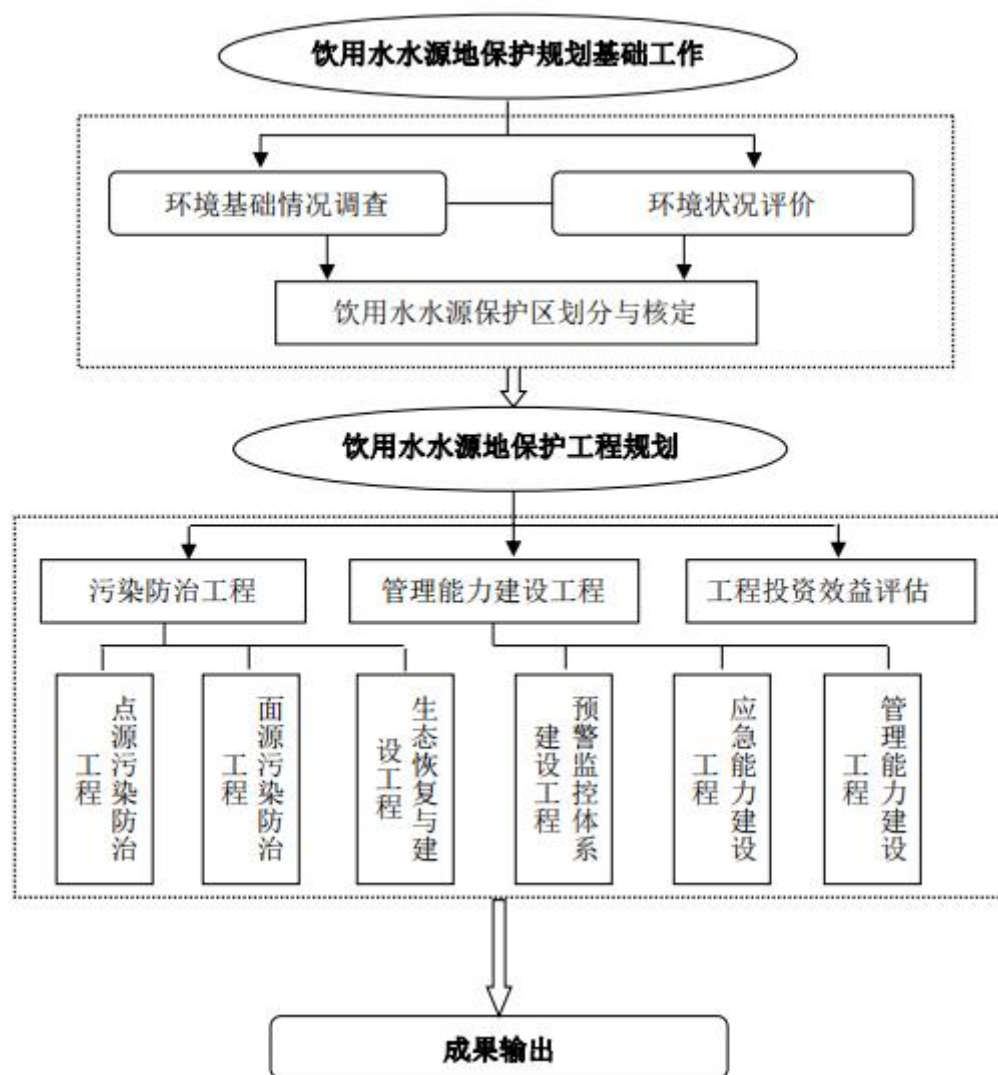 饮用水水源地保护规划基础工作
环境基础情况调查
环境状况评价
饮用水水源保护区划分与核定
饮用水水源地保护工程规划
污染防治工程
管理能力建设工程
工程投资效益评估
点源污染防治
工程
面源污染防治
工程
生态恢复与建
设工程
预警监控体系
建设工程
应急能力建设
工程
管理能力建设
工程
成果输出